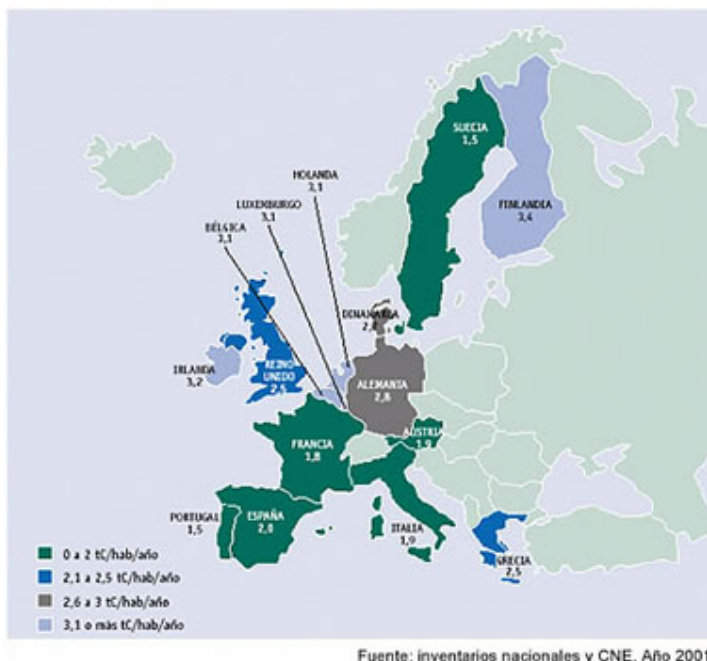 SUECIA
1,5
HOLANDA
3,1
LUXEMBURGO
3,1
BÉLGICA
3,1
FINLANDIA
3,4
DINAMARCA
IRLANDA
3,2
REINO
UNIDO
2,5
ALEMANIA
2,8
AUSTRIA
1,9
FRANCIA
1,8
PORTUGAL
1,5
ESPAÑA
2,0
ITALIA
1,9
GRECIA
2,5
0 a 2 tC/hab/año
2,1 a 2,5 tC/hab/año
2,6 a 3 tC/hab/año
3,1 o más tC/hab/año
Fuente: inventarios nacionales y CNE. Año 2001